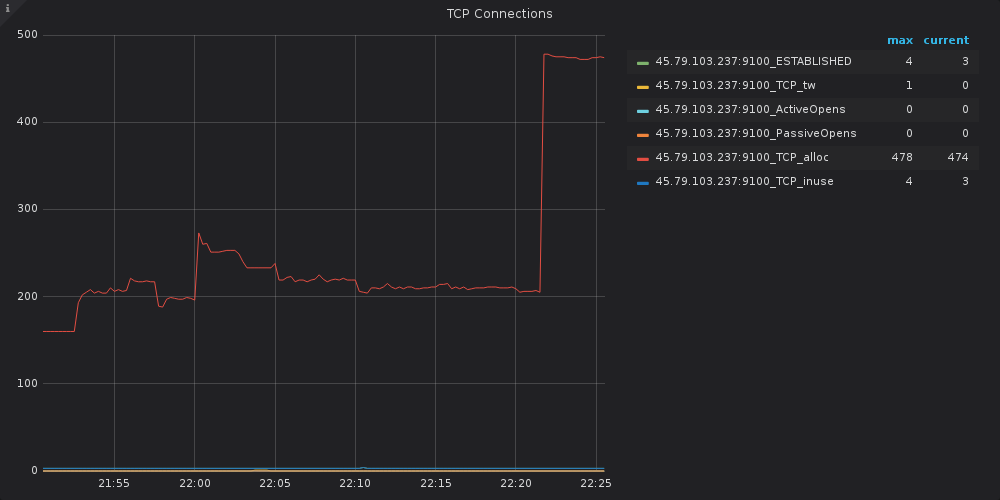 i
TCP Connections
500
400
300
200
100
0
21:55 22:00 22:05 22:10 22:15 22:20 22:25
max current
45.79.103.237:9100_ESTABLISHED 4 3
45.79.103.237:9100_TCP_tw 1 0
45.79.103.237:9100_ActiveOpens 0 0
45.79.103.237:9100_PassiveOpens 0 0
45.79.103.237:9100_TCP_alloc 478 474
45.79.103.237:9100_TCP_inuse 4 3